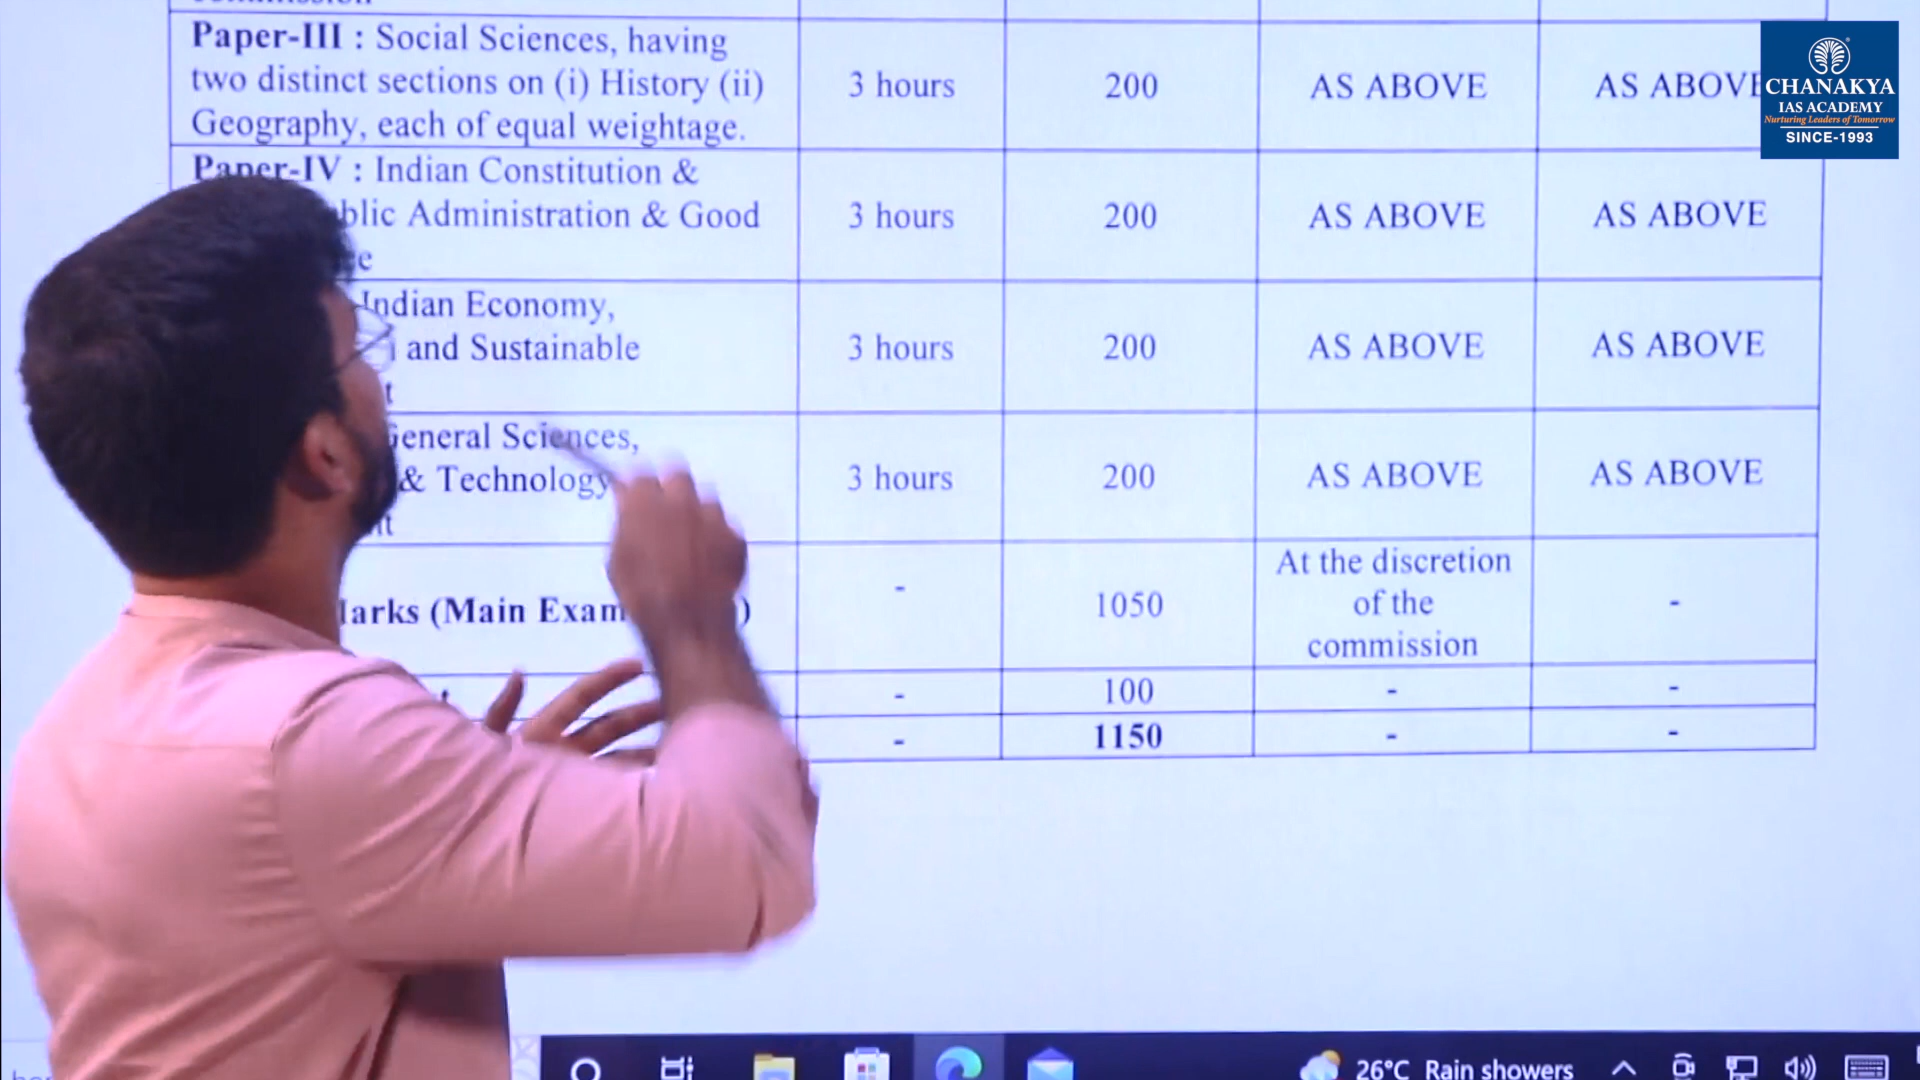 Paper-III : Social Sciences, having
two distinct sections on (i) History (ii)
Geography, each of equal weightage.
3 hours
200
AS ABOVE
AS ABOVE
Paper-IV : Indian Constitution &
Administration & Good
3 hours
200
AS ABOVE
AS ABOVE
Indian Economy,
and Sustainable
3 hours
200
AS ABOVE
AS ABOVE
General Sciences,
& Technology
3 hours
200
AS ABOVE
AS ABOVE
Marks (Main Exam )
-
1050
At the discretion
of the
commission
-
-
100
-
-
-
1150
-
-
CHANAKYA
IAS ACADEMY
Nurturing Leaders of Tomorrow
SINCE-1993
26°C Rain showers